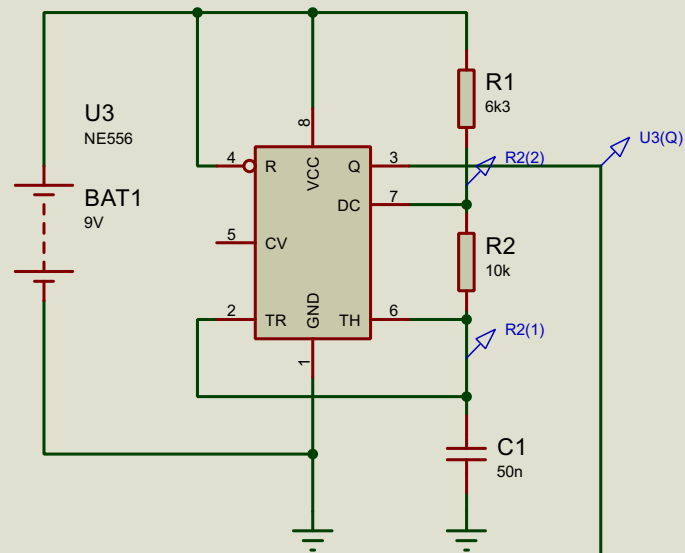 U3
NE556
BAT1
9V
R1
6k3
R2(2)
U3(Q)
8
VCC
4
R
Q
3
DC
7
5
CV
R2
10k
2
TR
GND
TH
6
1
R2(1)
C1
50n